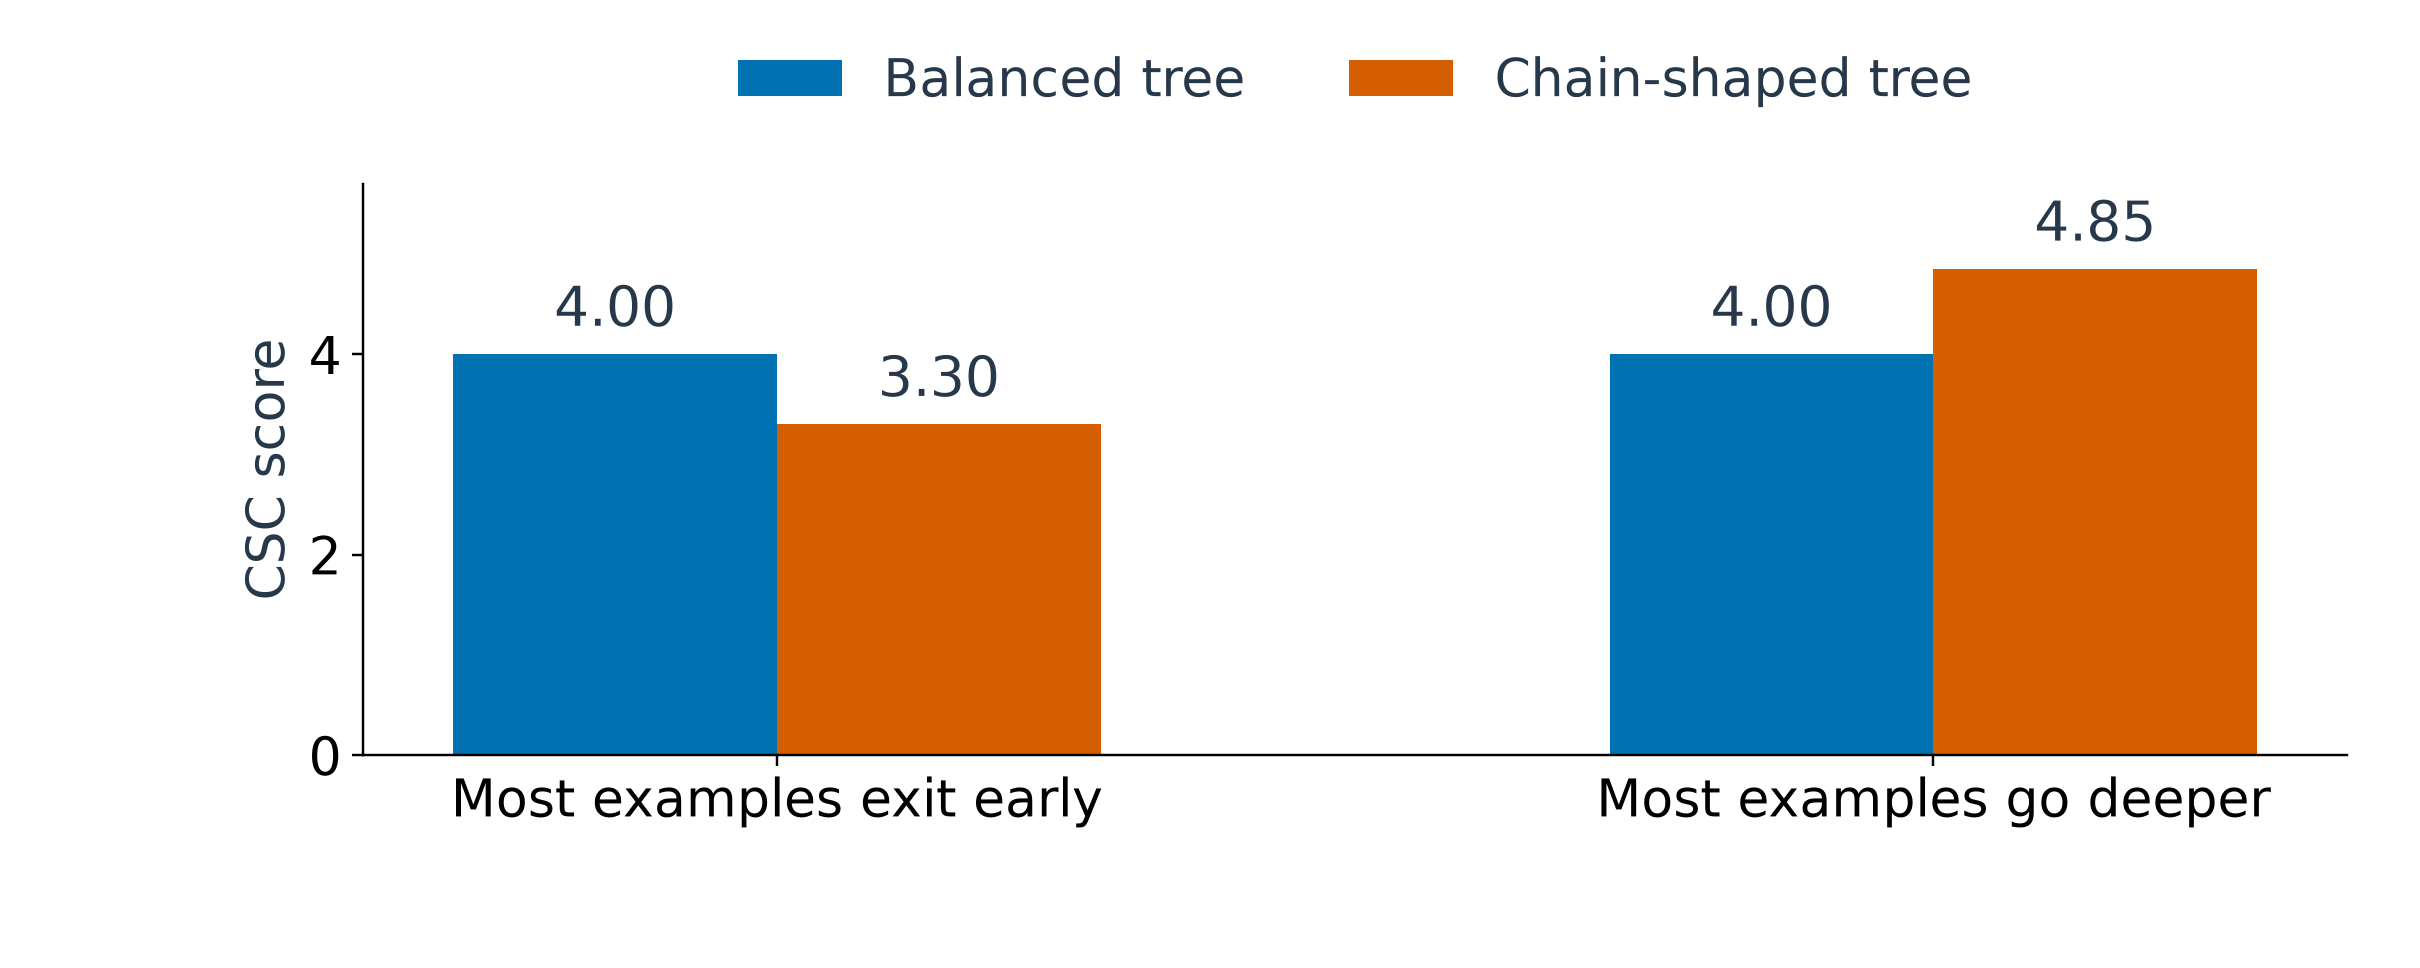 Balanced tree
Chain-shaped tree
CSC score
4
2
0
4.00
3.30
4.00
4.85
Most examples exit early
Most examples go deeper